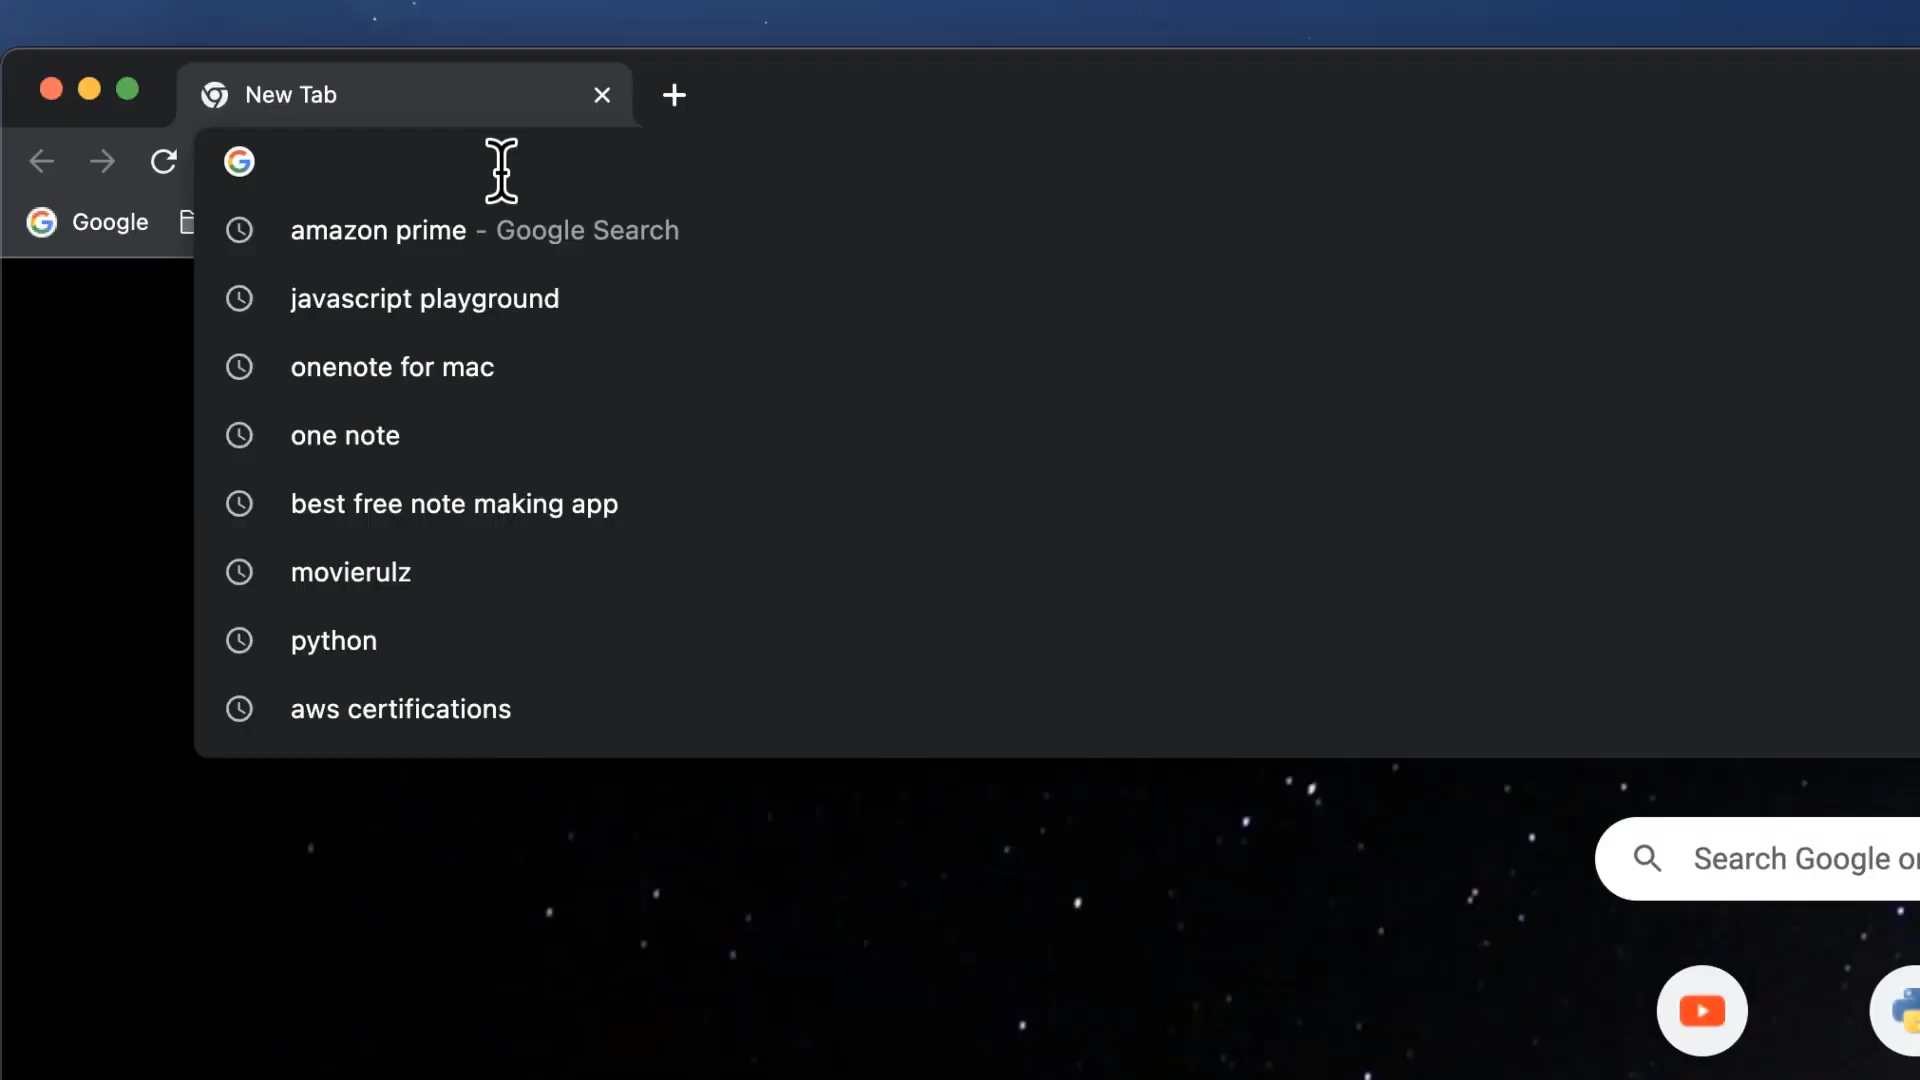 New Tab
Google
amazon prime - Google Search
javascript playground
onenote for mac
one note
best free note making app
movierulz
python
aws certifications
Search Google or